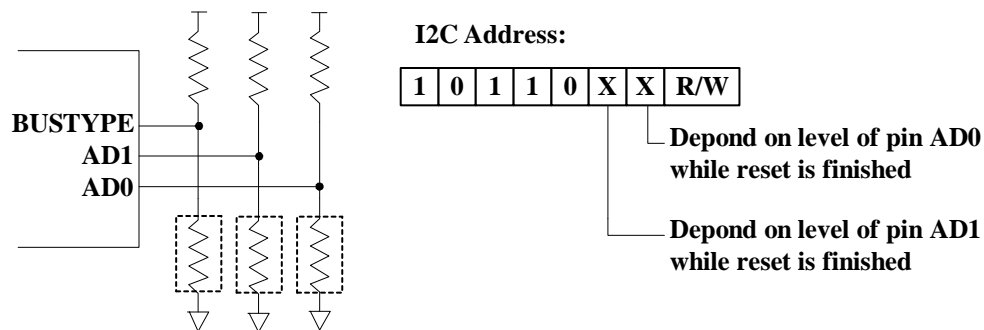 I2C Address:
1 0 1 1 0 X X R/W
BUSTYPE
AD1
AD0
Depond on level of pin AD0
while reset is finished
Depond on level of pin AD1
while reset is finished